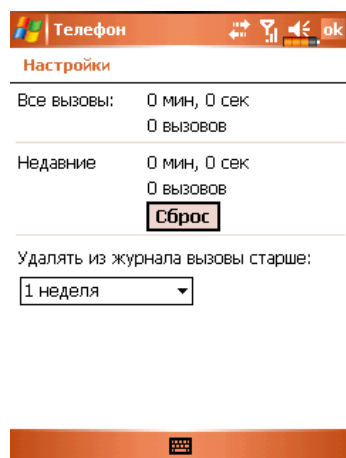 Телефон ok
Настройки
Все вызовы: 0 мин, 0 сек
0 вызовов
Недавние 0 мин, 0 сек
0 вызовов
Сброс
Удалять из журнала вызовы старше:
1 неделя